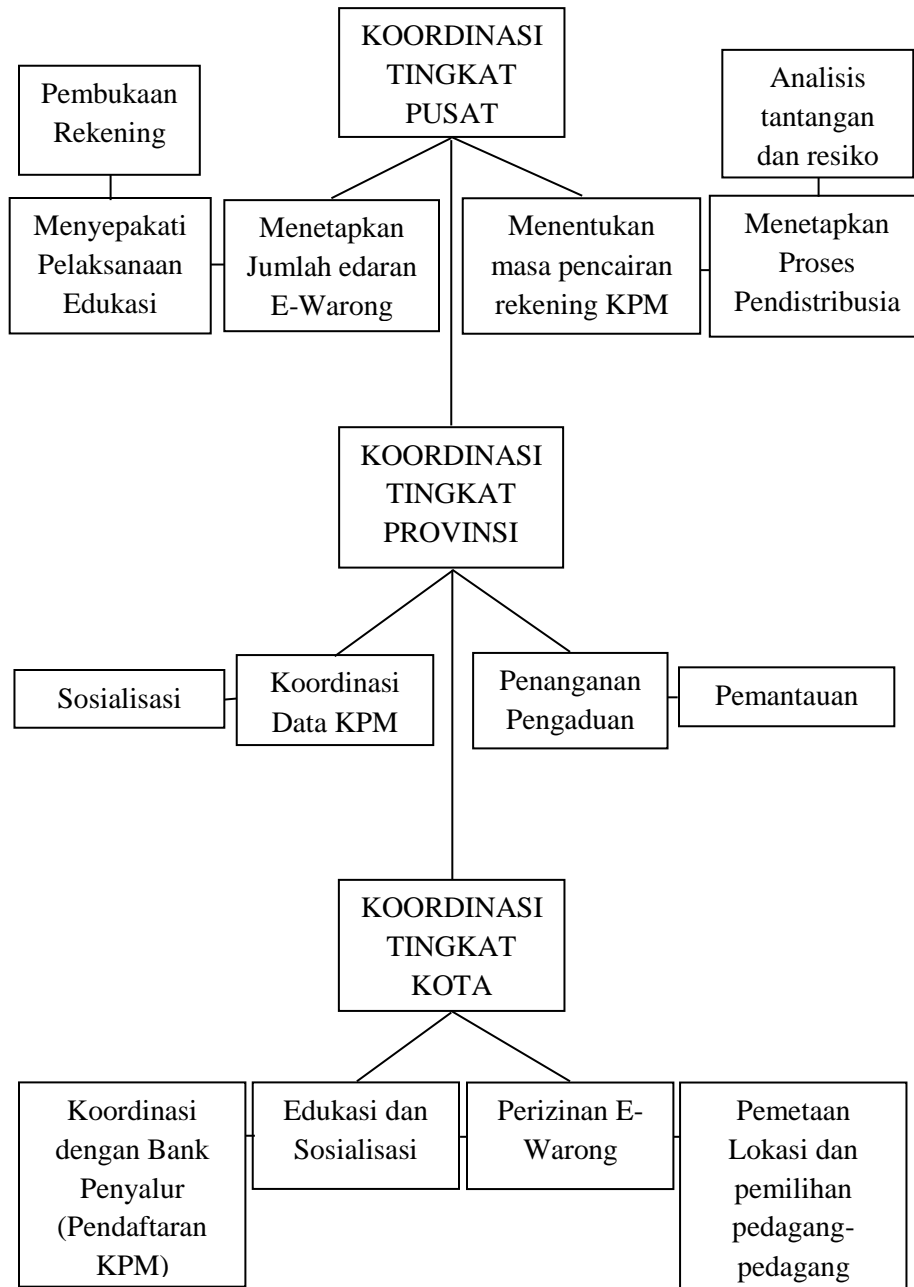 KOORDINASI
TINGKAT
PUSAT
Pembukaan
Rekening
Analisis
tantangan
dan resiko
Menyepakati
Pelaksanaan
Edukasi
Menetapkan
Jumlah edaran
E-Warong
Menentukan
masa pencairan
rekening KPM
Menetapkan
Proses
Pendistribusia
KOORDINASI
TINGKAT
PROVINSI
Sosialisasi
Koordinasi
Data KPM
Penanganan
Pengaduan
Pemantauan
KOORDINASI
TINGKAT
KOTA
Koordinasi
dengan Bank
Penyalur
(Pendaftaran
KPM)
Edukasi dan
Sosialisasi
Perizinan E-
Warong
Pemetaan
Lokasi dan
pemilihan
pedagang-
pedagang